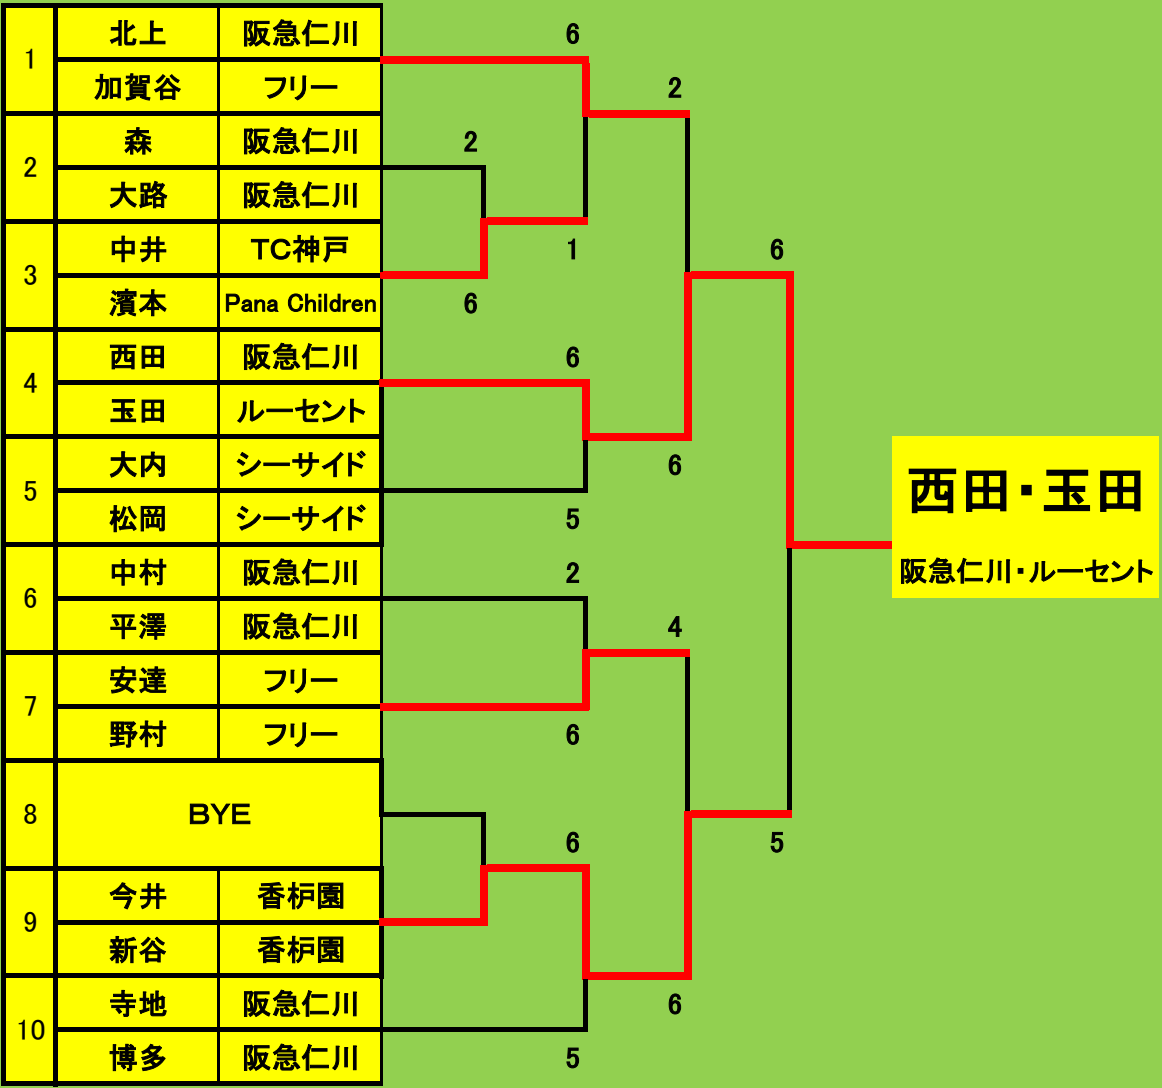 1
北上 阪急仁川
加賀谷 フリー
2
森 阪急仁川
大路 阪急仁川
3
中井 TC神戸
濱本 Pana Children
4
西田 阪急仁川
玉田 ルーセント
5
大内 シーサイド
松岡 シーサイド
6
中村 阪急仁川
平澤 阪急仁川
7
安達 フリー
野村 フリー
8
BYE
9
今井 香枦園
新谷 香枦園
10
寺地 阪急仁川
博多 阪急仁川
2
6
6
1
6
5
2
6
6
5
2
6
4
6
6
5
西田・玉田
阪急仁川・ルーセント